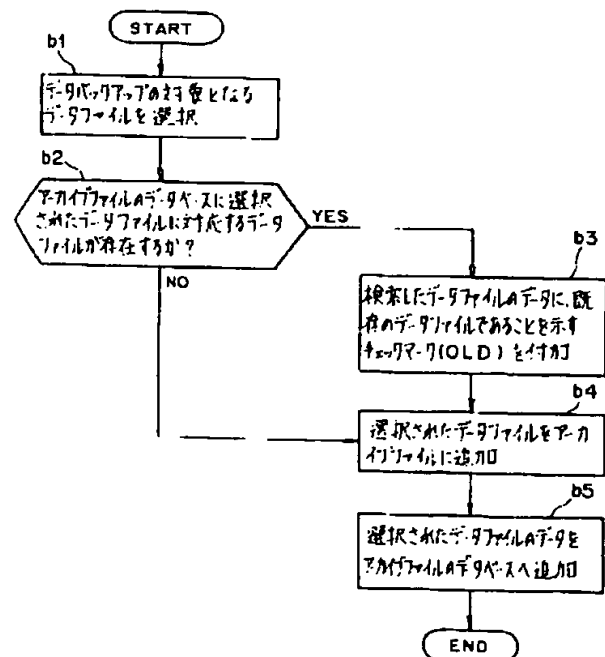 START
b1
データバックアップの対象となる
データファイルを選択
b2
アーカイブファイルのデータベースに選択
されたデータファイルに対応するデータ
ファイルが存在するか?
YES
NO
b3
検索したデータファイルのデータに、既
存のデータファイルであることを示す
チェックマーク(OLD)を付加
b4
選択されたデータファイルをアーカ
イブファイルに追加
b5
選択されたデータファイルのデータを
アーカイブファイルのデータベースへ追加
END